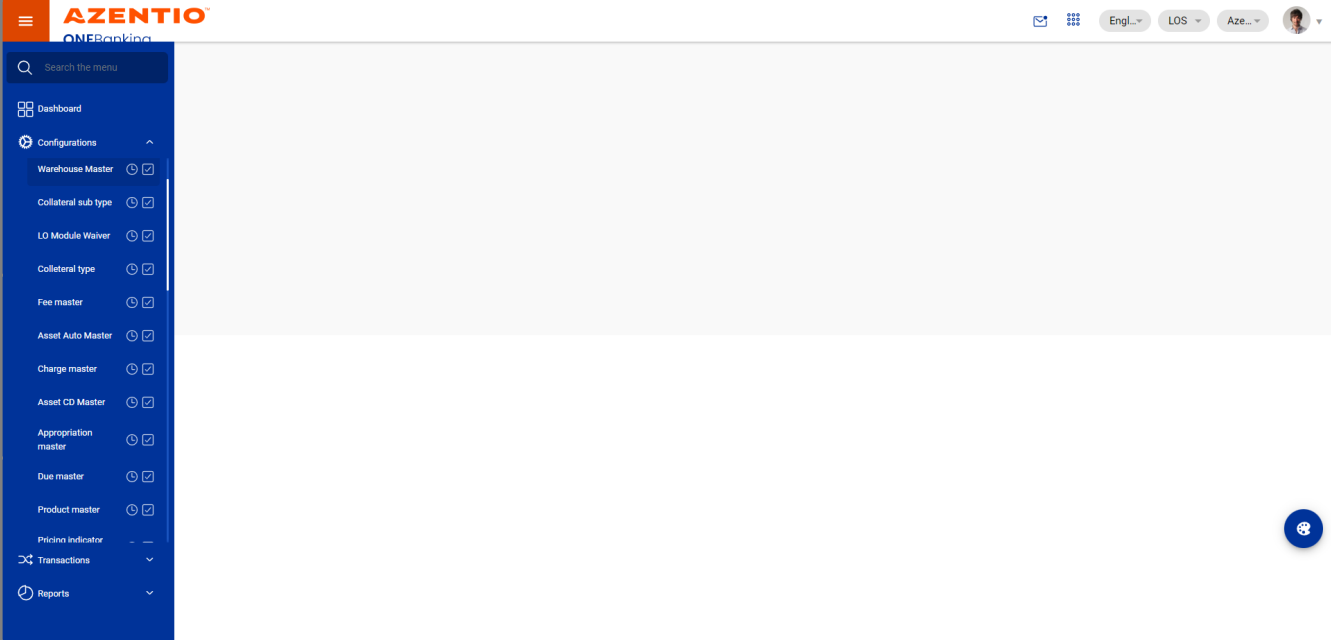 AZENTIO™
ONEBanking
Engl...
LOS
Aze...
Search the menu
Dashboard
Configurations
Warehouse Master
Collateral sub type
LO Module Waiver
Colleteral type
Fee master
Asset Auto Master
Charge master
Asset CD Master
Appropriation
master
Due master
Product master
Pricing indicator
Transactions
Reports